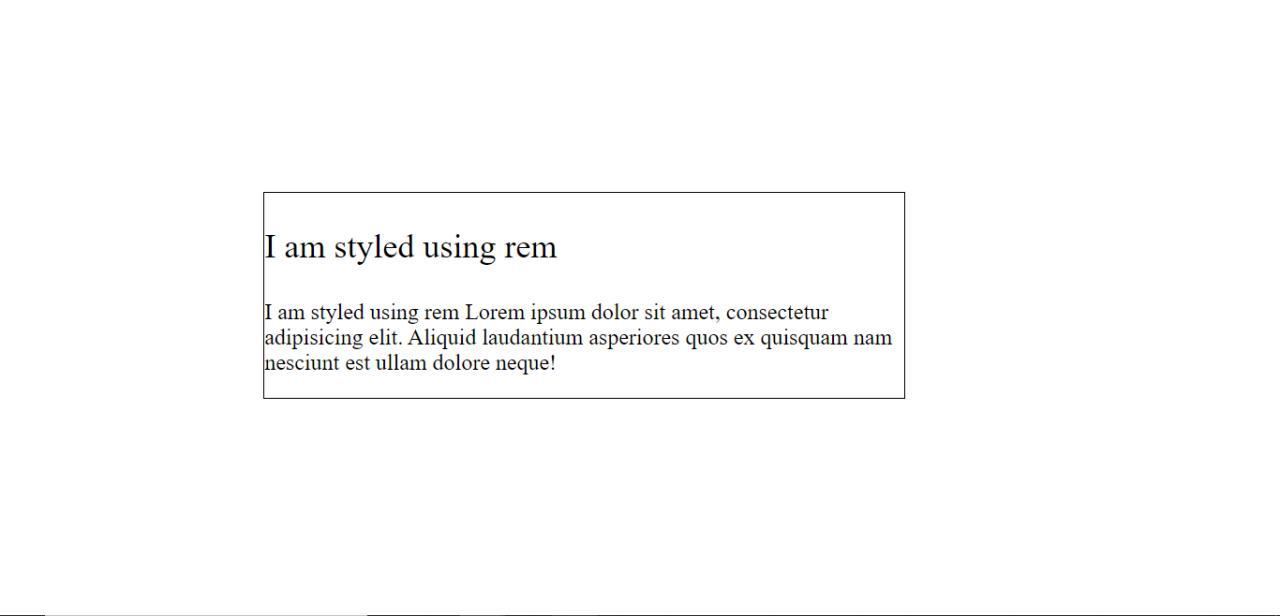 I am styled using rem
I am styled using rem Lorem ipsum dolor sit amet, consectetur
adipisicing elit. Aliquid laudantium asperiores quos ex quisquam nam
nesciunt est ullam dolore neque!